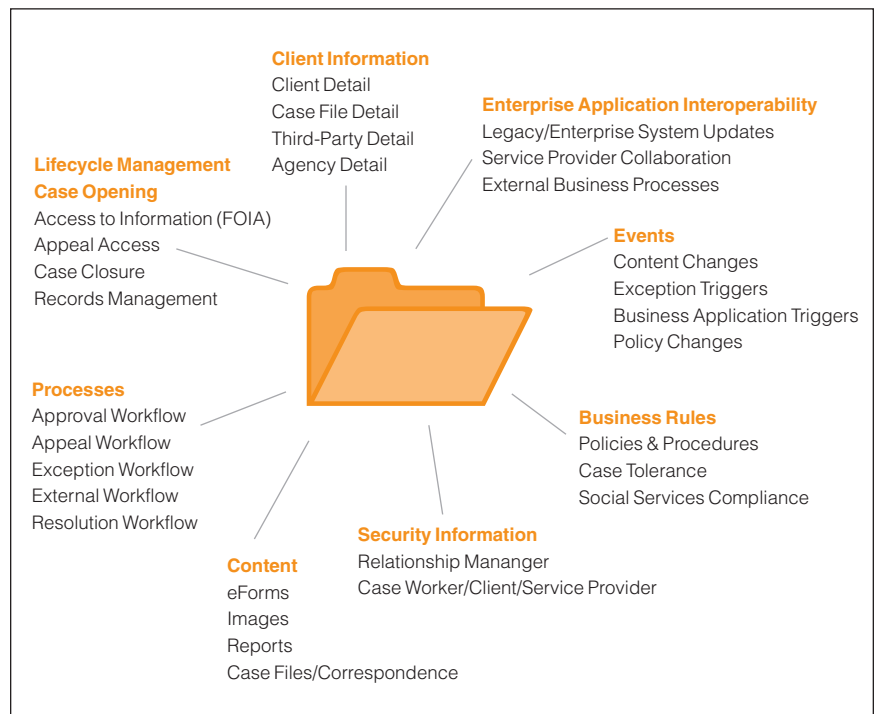 Client Information
Client Detail
Case File Detail
Third-Party Detail
Agency Detail
Enterprise Application Interoperability
Legacy/Enterprise System Updates
Service Provider Collaboration
External Business Processes
Lifecycle Management
Case Opening
Access to Information (FOIA)
Appeal Access
Case Closure
Records Management
Events
Content Changes
Exception Triggers
Business Application Triggers
Policy Changes
Processes
Approval Workflow
Appeal Workflow
Exception Workflow
External Workflow
Resolution Workflow
Business Rules
Policies & Procedures
Case Tolerance
Social Services Compliance
Security Information
Relationship Mananger
Case Worker/Client/Service Provider
Content
eForms
Images
Reports
Case Files/Correspondence